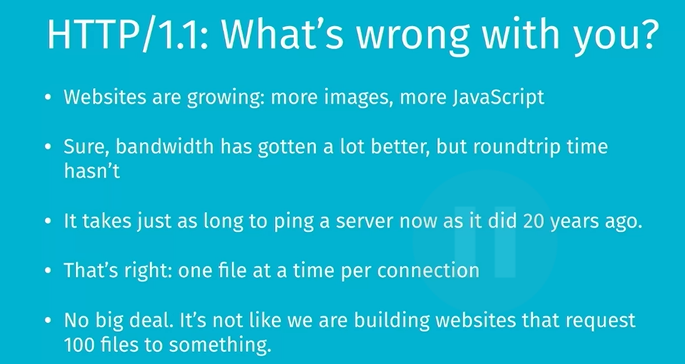 HTTP/1.1: What's wrong with you?
• Websites are growing: more images, more JavaScript
• Sure, bandwidth has gotten a lot better, but roundtrip time
hasn't
• It takes just as long to ping a server now as it did 20 years ago.
• That's right: one file at a time per connection
• No big deal. It's not like we are building websites that request
100 files to something.